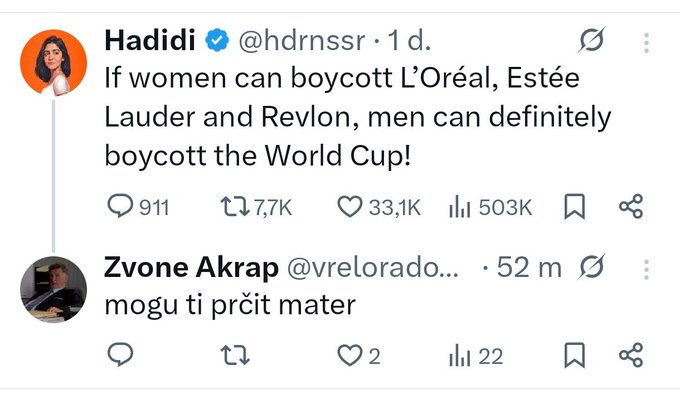 Hadidi @hdrnssr · 1 d.
If women can boycott L’Oréal, Estée
Lauder and Revlon, men can definitely
boycott the World Cup!
911 7,7K 33,1K 503K
Zvone Akrap @vrelorado... · 52 m
mogu ti prčit mater
2 22